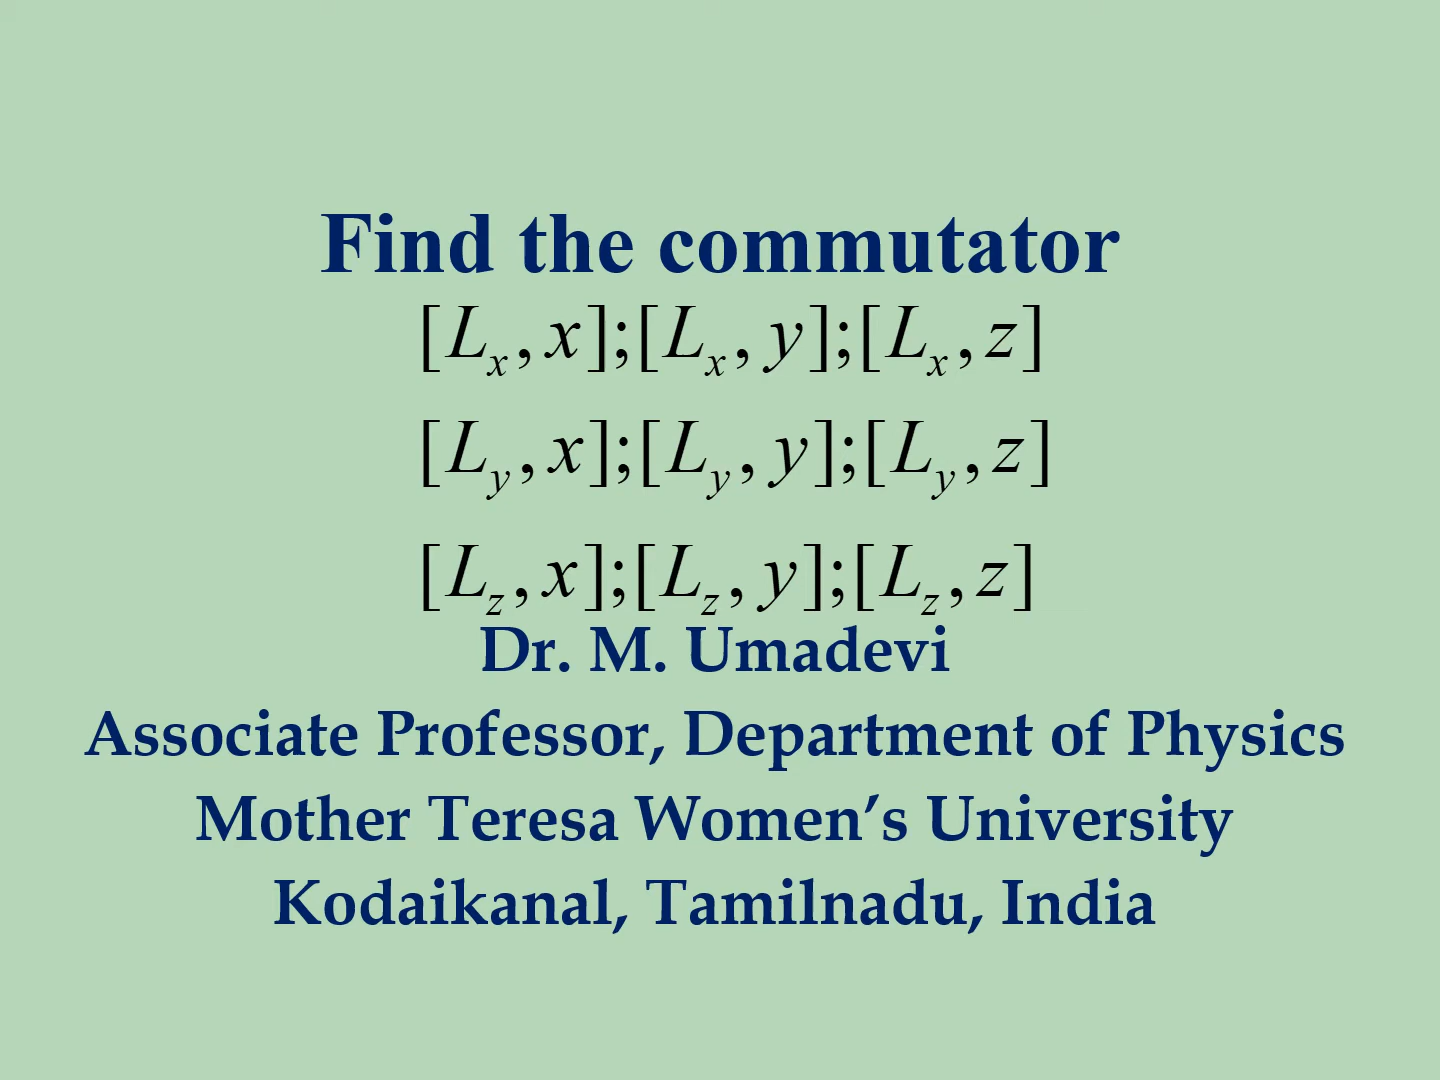 Find the commutator
[L_x, x];[L_x, y];[L_x, z]
[L_y, x];[L_y, y];[L_y, z]
[L_z, x];[L_z, y];[L_z, z]
Dr. M. Umadevi
Associate Professor, Department of Physics
Mother Teresa Women’s University
Kodaikanal, Tamilnadu, India